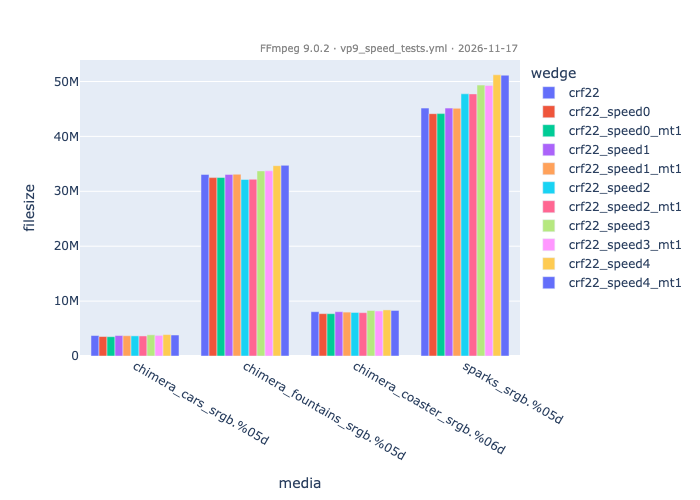 FFmpeg 9.0.2 · vp9_speed_tests.yml · 2026-11-17
wedge
crf22
crf22_speed0
crf22_speed0_mt1
crf22_speed1
crf22_speed1_mt1
crf22_speed2
crf22_speed2_mt1
crf22_speed3
crf22_speed3_mt1
crf22_speed4
crf22_speed4_mt1
filesize
50M
40M
30M
20M
10M
0
chimera_cars_srgb.%05d
chimera_fountains_srgb.%05d
chimera_coaster_srgb.%06d
sparks_srgb.%05d
media